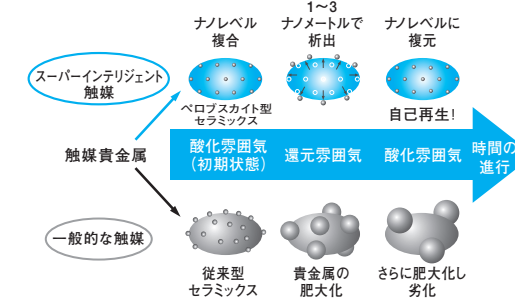 ナノレベル
複合
1〜3
ナノメートルで
析出
ナノレベルに
復元
スーパーインテリジェント
触媒
ペロブスカイト型
セラミックス
自己再生!
触媒貴金属
酸化雰囲気
(初期状態)
還元雰囲気
酸化雰囲気
時間の
進行
一般的な触媒
従来型
セラミックス
貴金属の
肥大化
さらに肥大化し
劣化